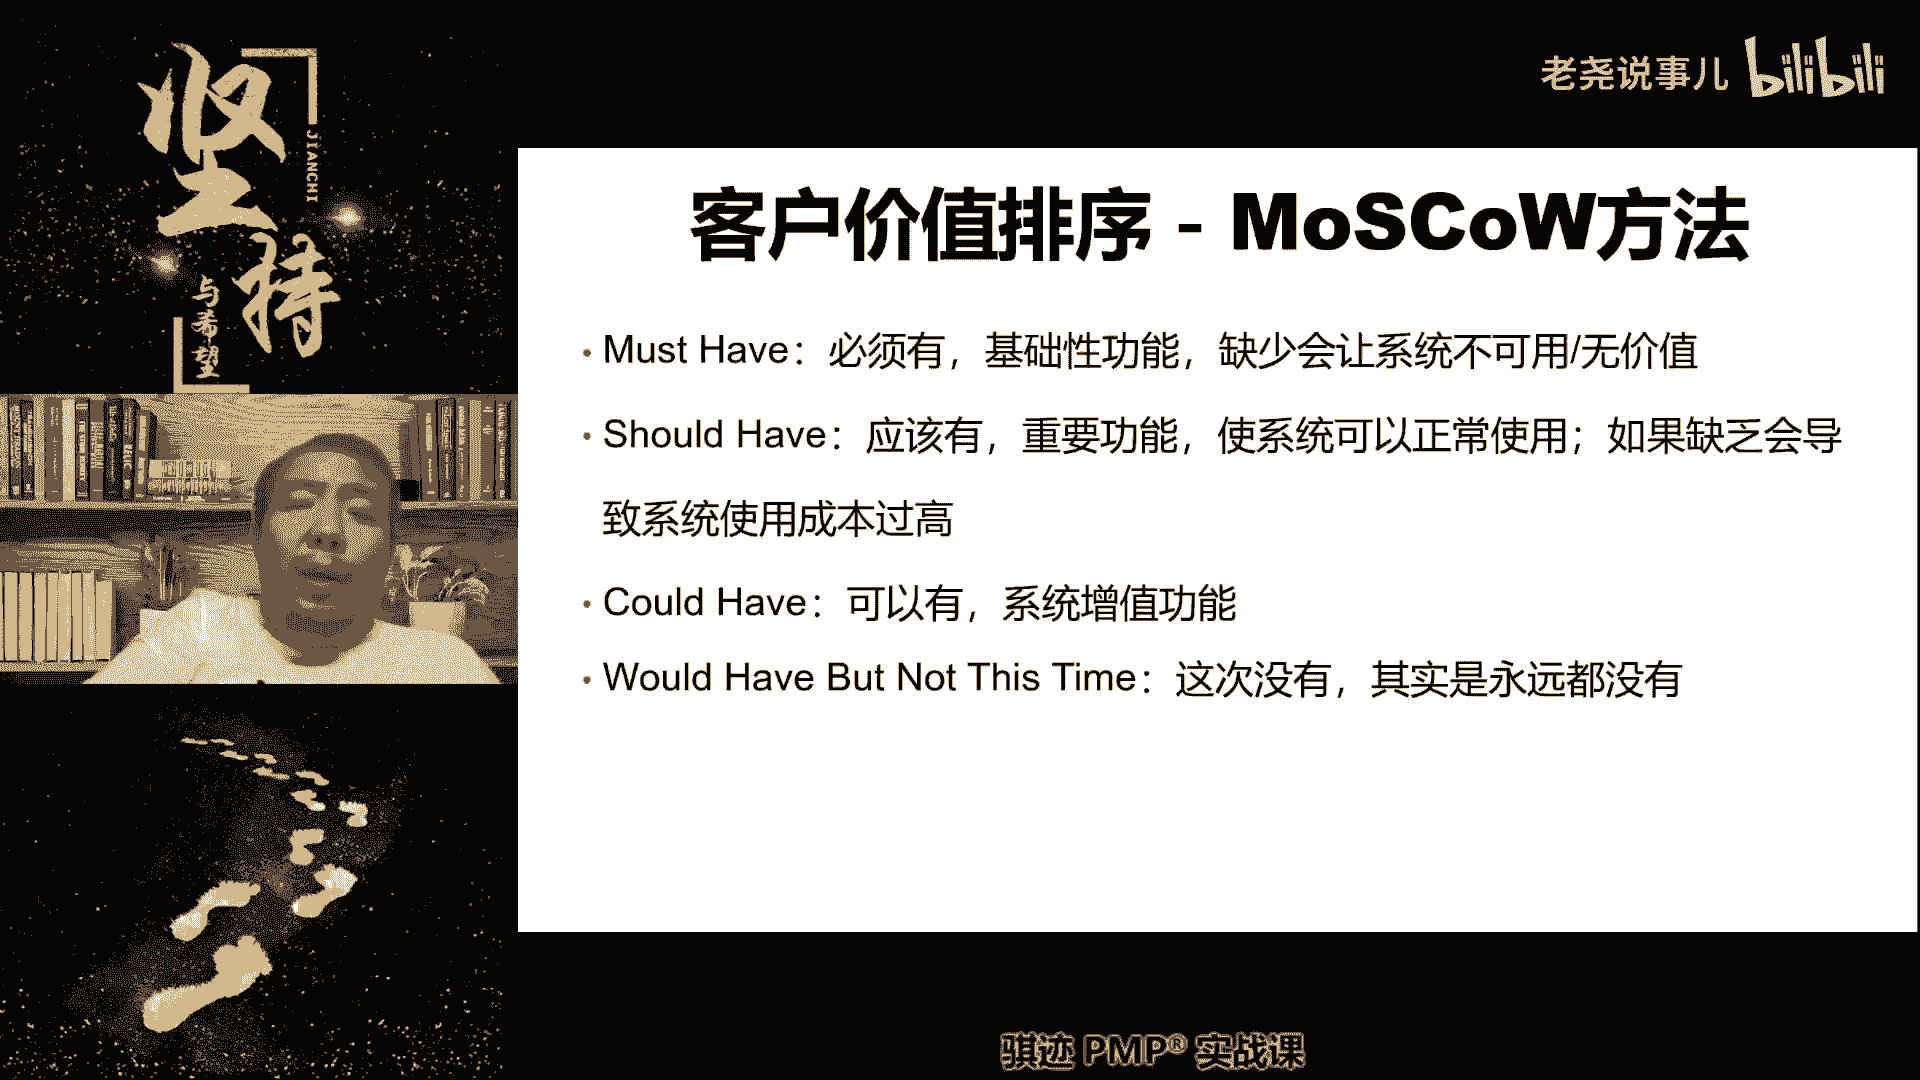 坚持
JIANCHI
与希望
老尧说事儿 bilibili
客户价值排序 - MoSCoW方法
• Must Have：必须有，基础性功能，缺少会让系统不可用/无价值
• Should Have：应该有，重要功能，使系统可以正常使用；如果缺乏会导
致系统使用成本过高
• Could Have：可以有，系统增值功能
• Would Have But Not This Time：这次没有，其实是永远都没有
骐迹 PMP® 实战课